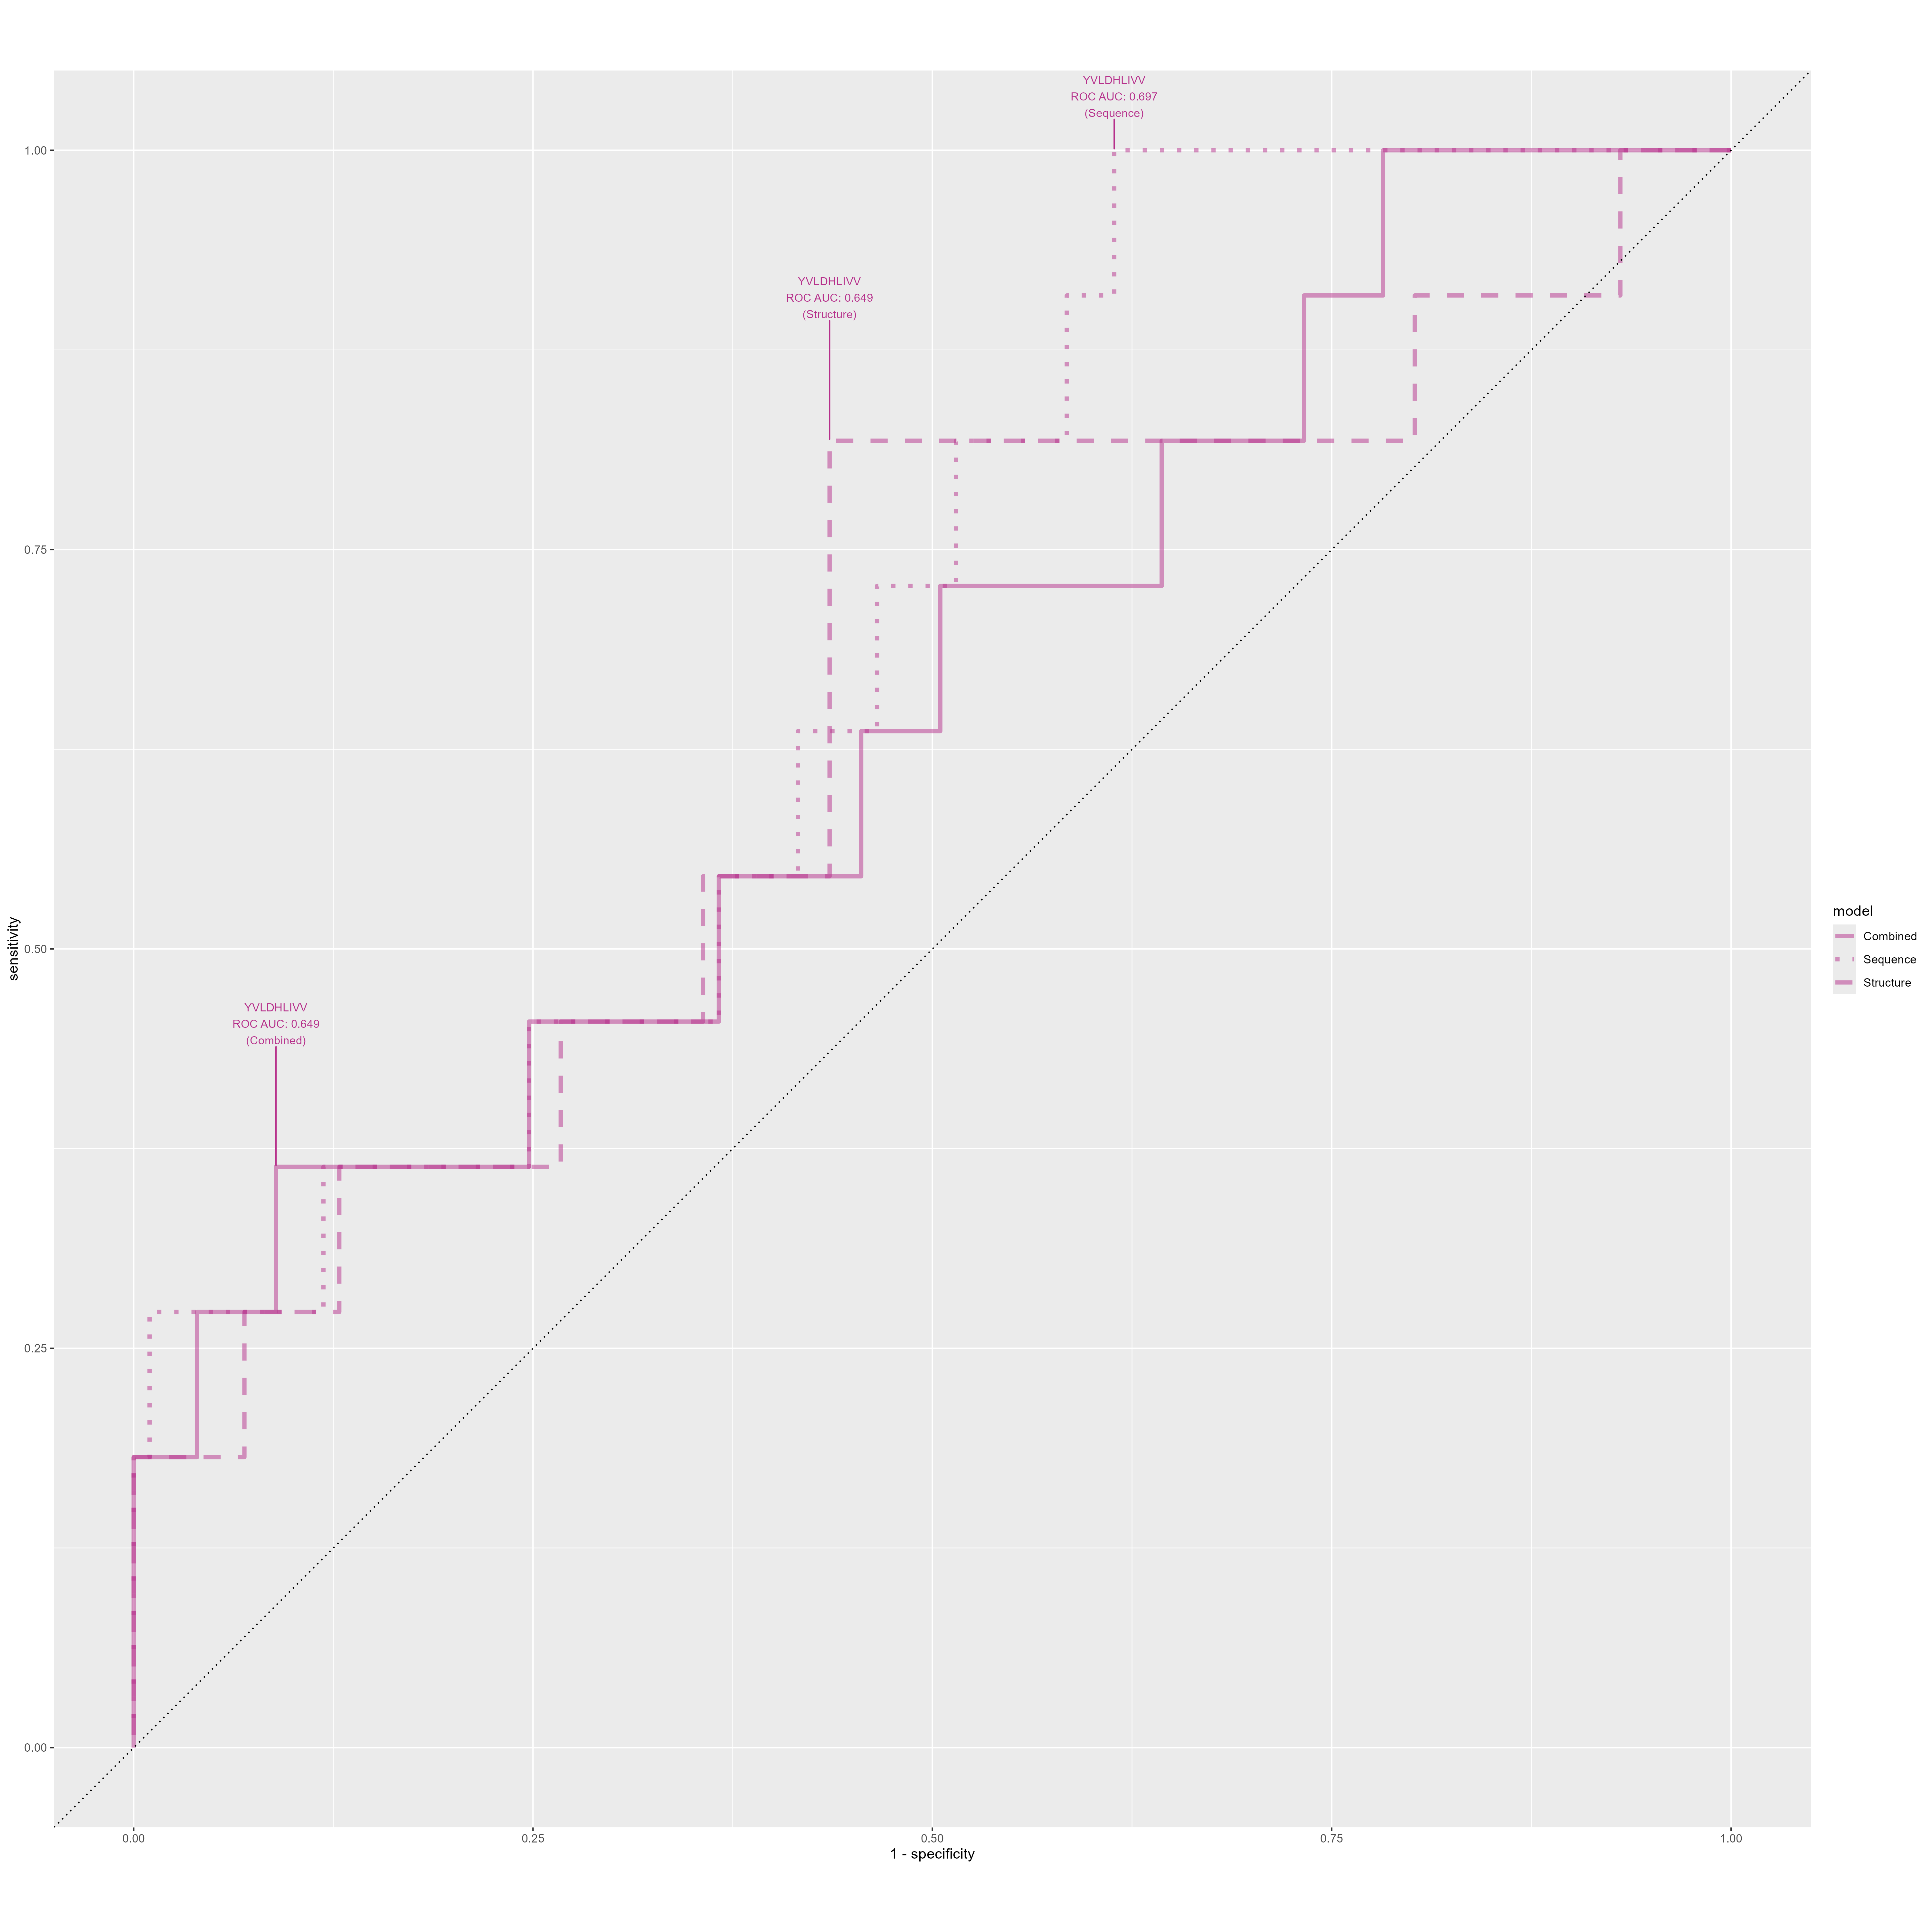 YVLDHLIVV
ROC AUC: 0.697
(Sequence)
YVLDHLIVV
ROC AUC: 0.649
(Structure)
YVLDHLIVV
ROC AUC: 0.649
(Combined)
1.00
0.75
0.50
0.25
0.00
sensitivity
0.00
0.25
0.50
0.75
1.00
1 - specificity
model
Combined
Sequence
Structure